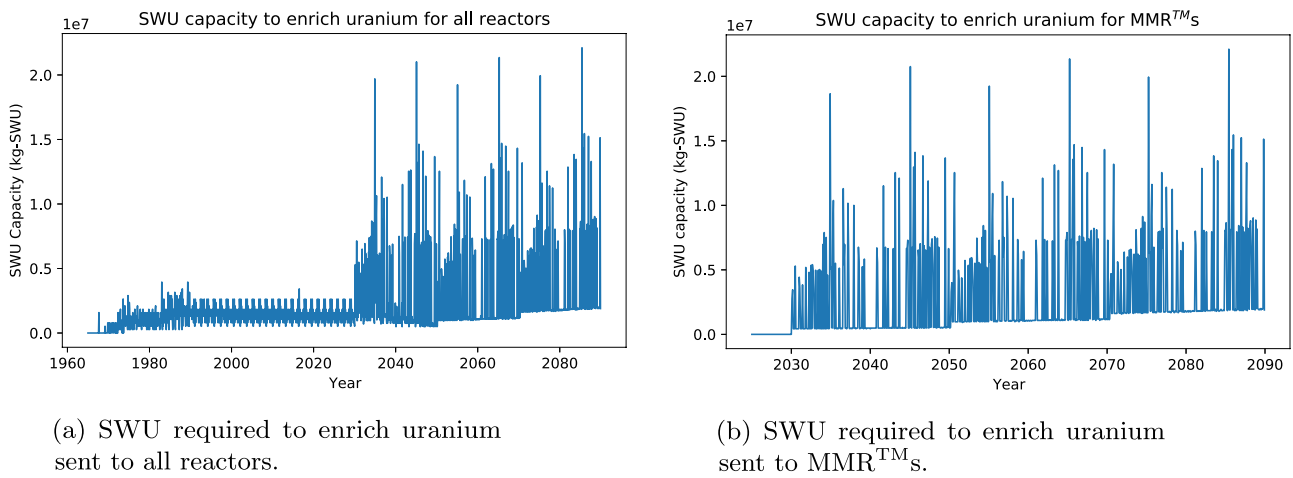 SWU capacity to enrich uranium for all reactors
1e7
SWU Capacity (kg-SWU)
2.0
1.5
1.0
0.5
0.0
1960 1980 2000 2020 2040 2060 2080
Year
(a) SWU required to enrich uranium
sent to all reactors.
SWU capacity to enrich uranium for MMR™s
1e7
SWU capacity (kg-SWU)
2.0
1.5
1.0
0.5
0.0
2030 2040 2050 2060 2070 2080 2090
Year
(b) SWU required to enrich uranium
sent to MMR™s.